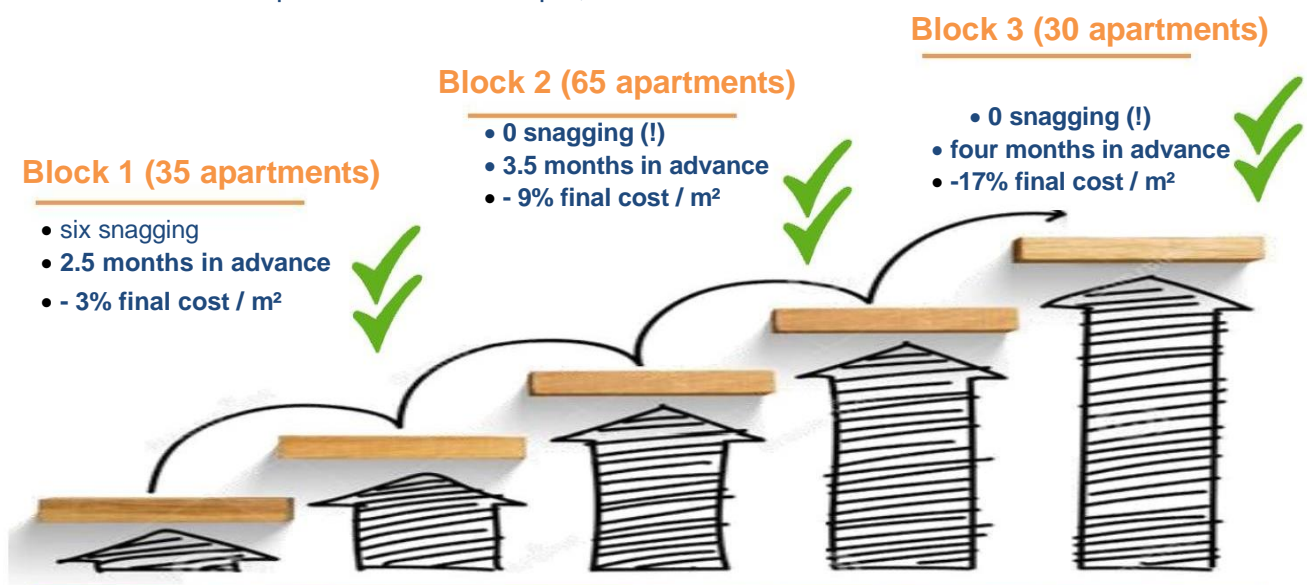 Block 3 (30 apartments)
• 0 snagging (!)
• four months in advance
• -17% final cost / m²
Block 2 (65 apartments)
• 0 snagging (!)
• 3.5 months in advance
• - 9% final cost / m²
Block 1 (35 apartments)
• six snagging
• 2.5 months in advance
• - 3% final cost / m²